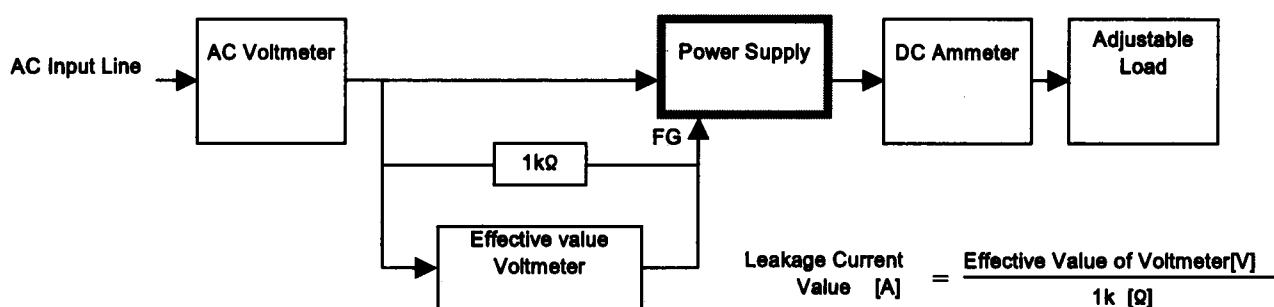 AC Input Line
AC Voltmeter
Power Supply
DC Ammeter
Adjustable
Load
FG
1kΩ
Effective value
Voltmeter
Leakage Current
Value [A]
= Effective Value of Voltmeter[V]
1k [Ω]